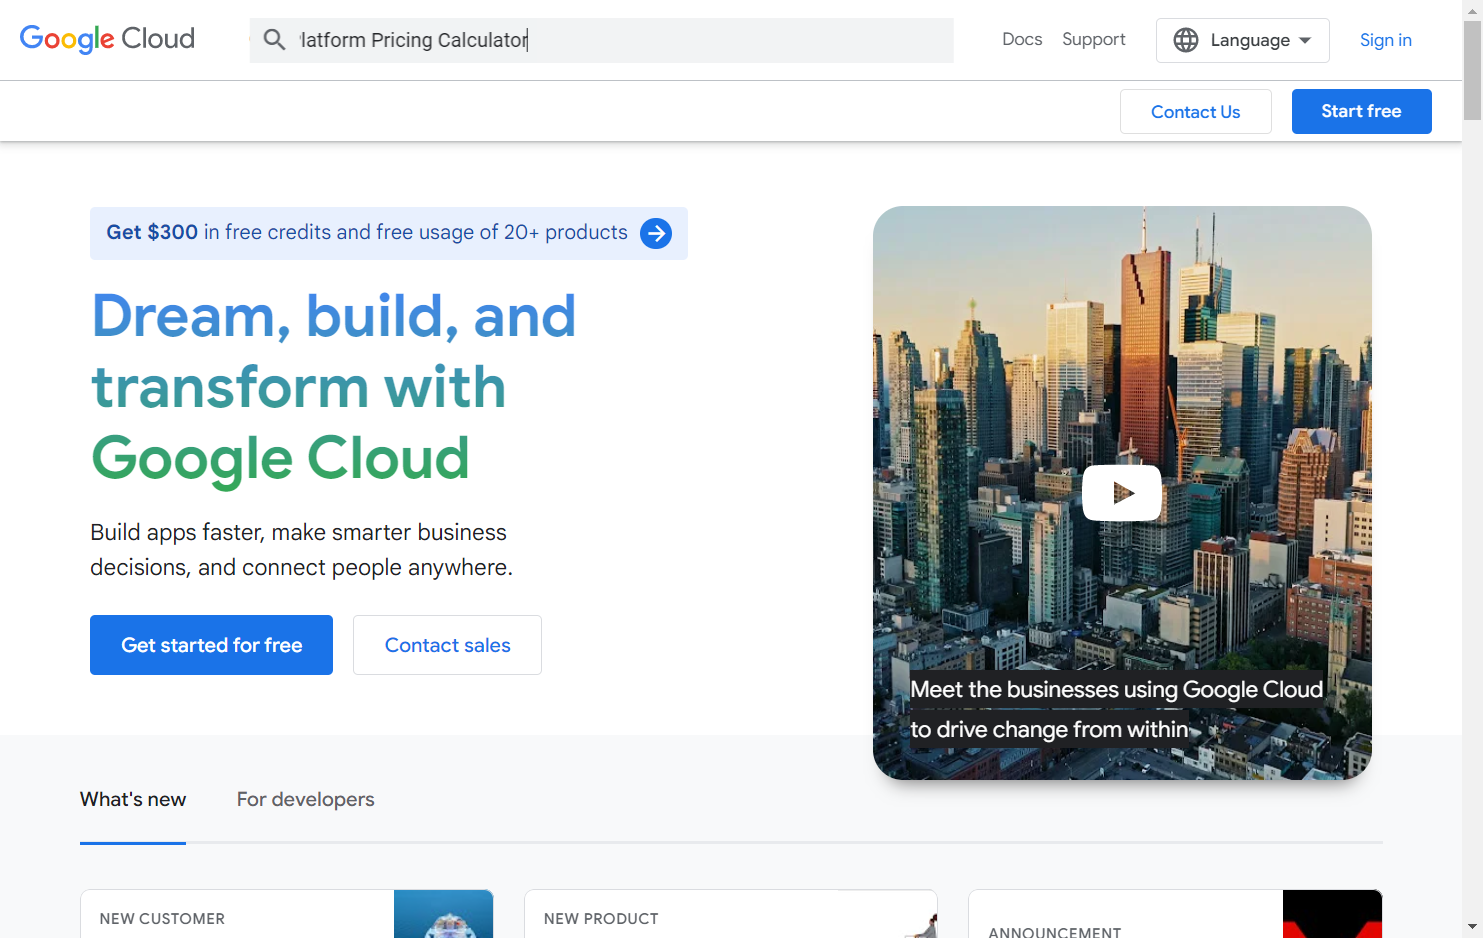 Google Cloud
latform Pricing Calculator
Docs
Support
Language
Sign in
Contact Us
Start free
Get $300 in free credits and free usage of 20+ products
Dream, build, and
transform with
Google Cloud
Build apps faster, make smarter business
decisions, and connect people anywhere.
Get started for free
Contact sales
Meet the businesses using Google Cloud
to drive change from within
What's new
For developers
NEW CUSTOMER
NEW PRODUCT
ANNOUNCEMENT